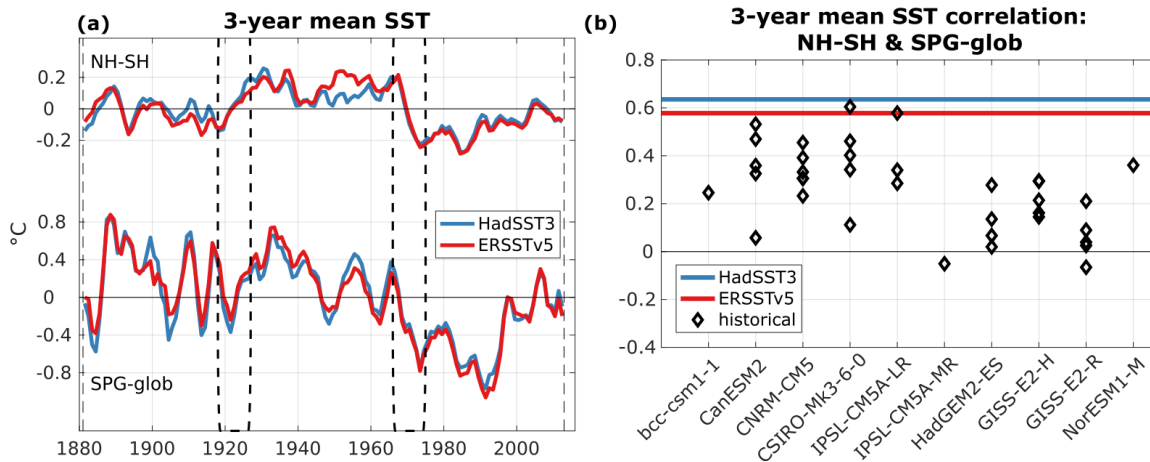 (a)
3-year mean SST
NH-SH
0.2
0
-0.2
°C
0.8
0.4
0
-0.4
-0.8
HadSST3
ERSSTv5
SPG-glob
1880 1900 1920 1940 1960 1980 2000
(b)
3-year mean SST correlation:
NH-SH & SPG-glob
0.8
0.6
0.4
0.2
0
0.2
0.4
HadSST3
ERSSTv5
historical
bcc-csm1-1
CanESM2
CNRM-CM5
CSIRO-Mk3-6-0
IPSL-CM5A-LR
IPSL-CM5A-MR
HadGEM2-ES
GISS-E2-H
GISS-E2-R
NorESM1-M